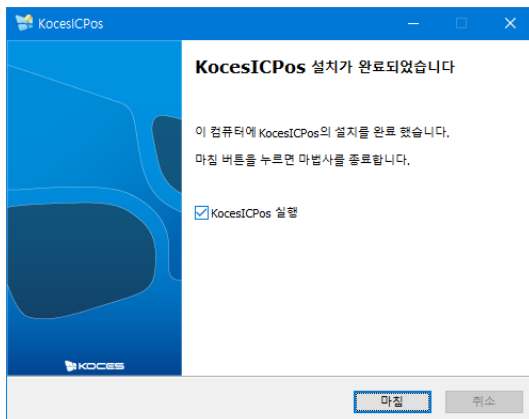 KocesICPos
KocesICPos 설치가 완료되었습니다
이 컴퓨터에 KocesICPos의 설치를 완료 했습니다.
마침 버튼을 누르면 마법사를 종료합니다.
KocesICPos 실행
KOCES
마침
취소